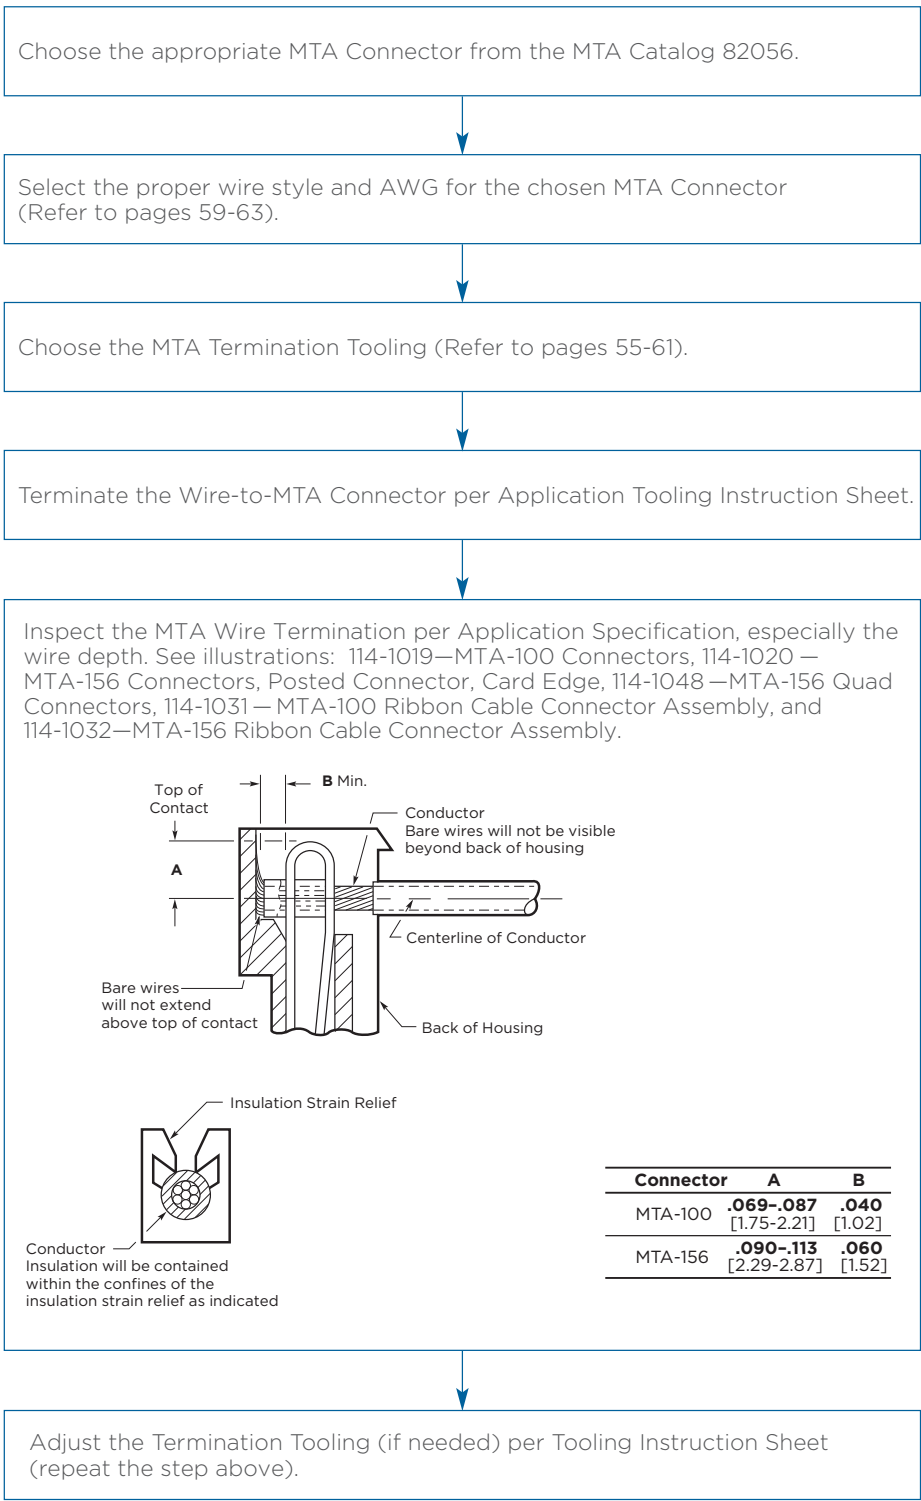 Choose the appropriate MTA Connector from the MTA Catalog 82056.
Select the proper wire style and AWG for the chosen MTA Connector
(Refer to pages 59-63).
Choose the MTA Termination Tooling (Refer to pages 55-61).
Terminate the Wire-to-MTA Connector per Application Tooling Instruction Sheet.
Inspect the MTA Wire Termination per Application Specification, especially the
wire depth. See illustrations: 114-1019—MTA-100 Connectors, 114-1020 —
MTA-156 Connectors, Posted Connector, Card Edge, 114-1048 —MTA-156 Quad
Connectors, 114-1031 — MTA-100 Ribbon Cable Connector Assembly, and
114-1032—MTA-156 Ribbon Cable Connector Assembly.
Top of
Contact
B Min.
Conductor
Bare wires will not be visible
beyond back of housing
A
Centerline of Conductor
Bare wires
will not extend
above top of contact
Back of Housing
Insulation Strain Relief
Conductor
Insulation will be contained
within the confines of the
insulation strain relief as indicated
Connector A B
MTA-100 .069–.087 .040
[1.75-2.21] [1.02]
MTA-156 .090–.113 .060
[2.29-2.87] [1.52]
Adjust the Termination Tooling (if needed) per Tooling Instruction Sheet
(repeat the step above).